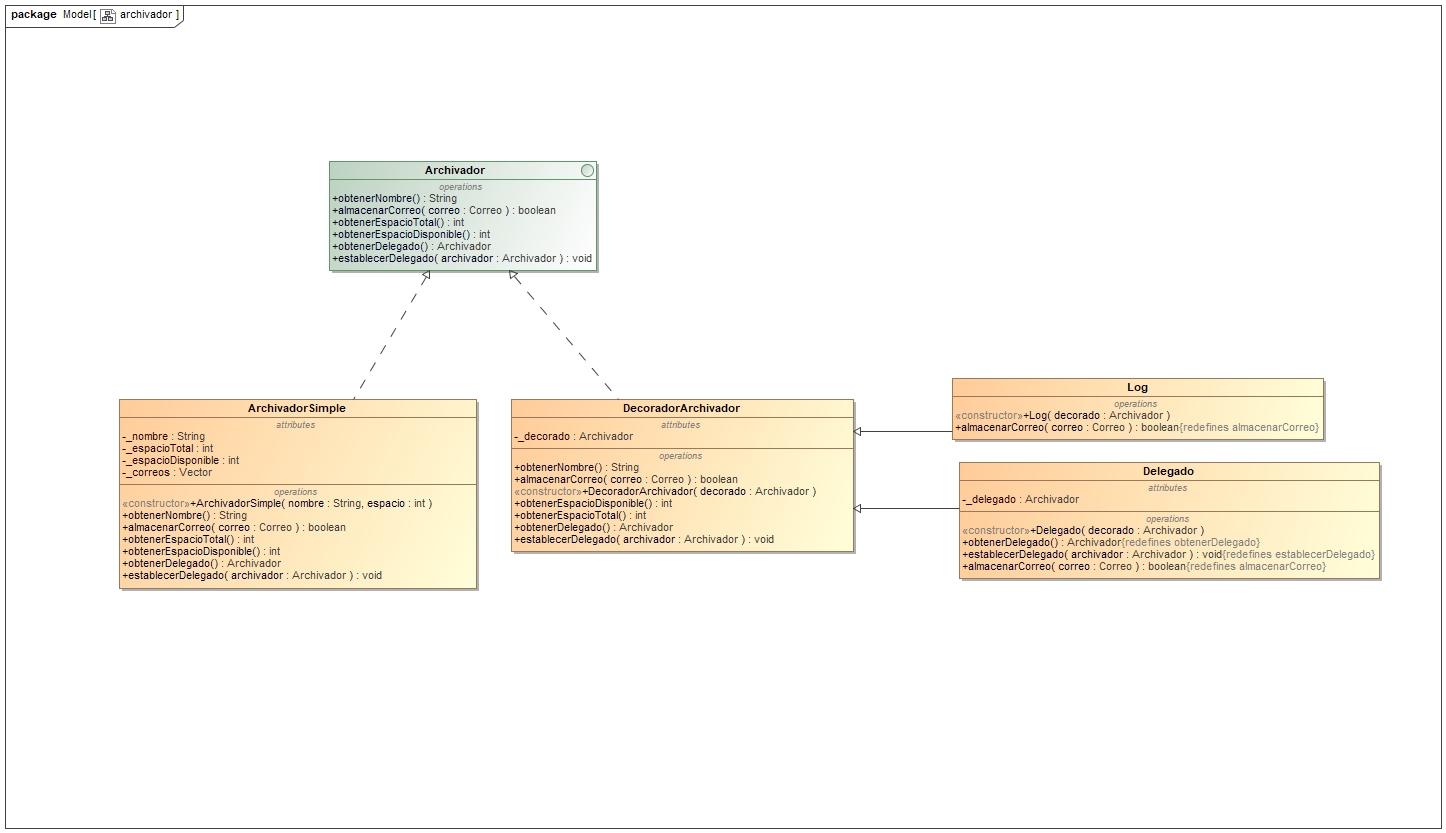 package Model[ archivador ]
Archivador
operations
+obtenerNombre() : String
+almacenarCorreo( correo : Correo ) : boolean
+obtenerEspacioTotal() : int
+obtenerEspacioDisponible() : int
+obtenerDelegado() : Archivador
+establecerDelegado( archivador : Archivador ) : void
ArchivadorSimple
attributes
-_nombre : String
-_espacioTotal : int
-_espacioDisponible : int
-_correos : Vector
operations
«constructor»+ArchivadorSimple( nombre : String, espacio : int )
+obtenerNombre() : String
+almacenarCorreo( correo : Correo ) : boolean
+obtenerEspacioTotal() : int
+obtenerEspacioDisponible() : int
+obtenerDelegado() : Archivador
+establecerDelegado( archivador : Archivador ) : void
DecoradorArchivador
attributes
-_decorado : Archivador
operations
+obtenerNombre() : String
+almacenarCorreo( correo : Correo ) : boolean
«constructor»+DecoradorArchivador( decorado : Archivador )
+obtenerEspacioDisponible() : int
+obtenerEspacioTotal() : int
+obtenerDelegado() : Archivador
+establecerDelegado( archivador : Archivador ) : void
Log
operations
«constructor»+Log( decorado : Archivador )
+almacenarCorreo( correo : Correo ) : boolean{redefines almacenarCorreo}
Delegado
attributes
-_delegado : Archivador
operations
«constructor»+Delegado( decorado : Archivador )
+obtenerDelegado() : Archivador{redefines obtenerDelegado}
+establecerDelegado( archivador : Archivador ) : void{redefines establecerDelegado}
+almacenarCorreo( correo : Correo ) : boolean{redefines almacenarCorreo}